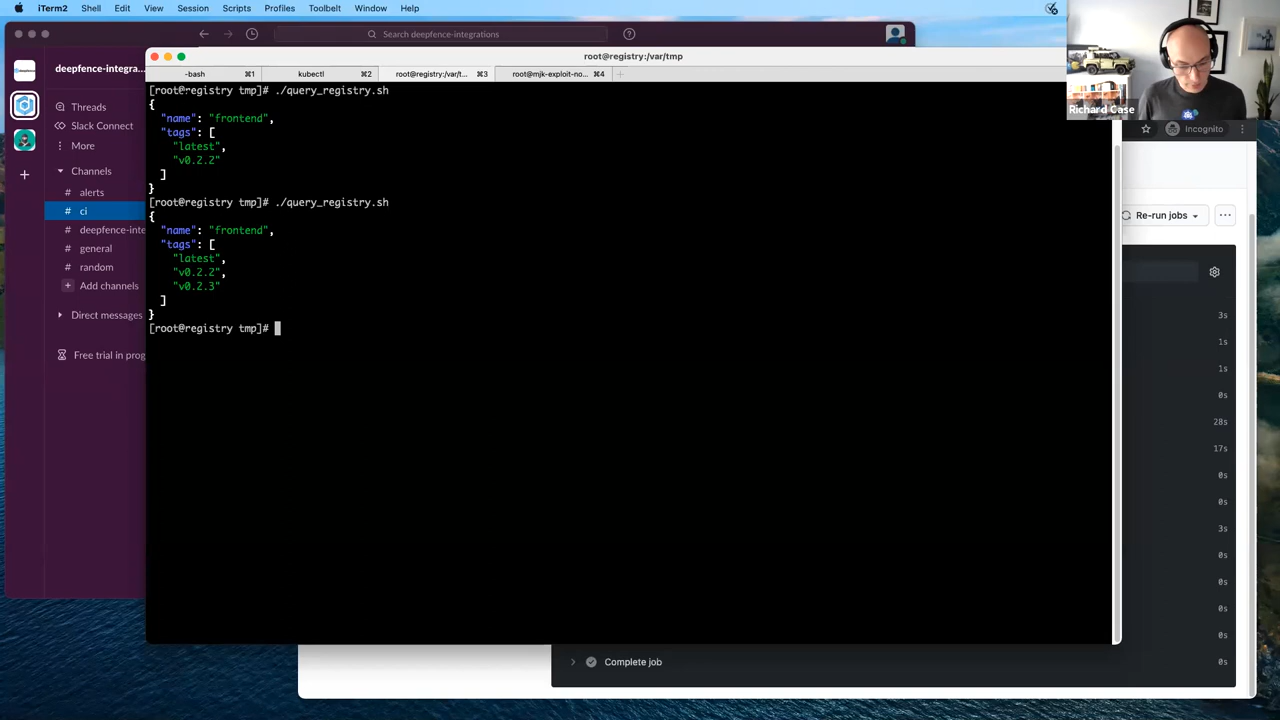 iTerm2 Shell Edit View Session Scripts Profiles Toolbelt Window Help
Search deepfence-integrations
deepfence-integra...
root@registry:/var/tmp
-bash ⌘1
kubectl ⌘2
root@registry:/var/t... ⌘3
root@mjk-exploit-no... ⌘4
Threads
Slack Connect
More
Channels
# alerts
# ci
# deepfence-inte
# general
# random
+ Add channels
Direct messages
Free trial in prog
[root@registry tmp]# ./query_registry.sh
{
"name": "frontend",
"tags": [
"latest",
"v0.2.2"
]
}
[root@registry tmp]# ./query_registry.sh
{
"name": "frontend",
"tags": [
"latest",
"v0.2.2",
"v0.2.3"
]
}
[root@registry tmp]#
Richard Case
Incognito
Re-run jobs
3s
1s
1s
0s
28s
17s
0s
0s
3s
0s
0s
0s
0s
Complete job 0s